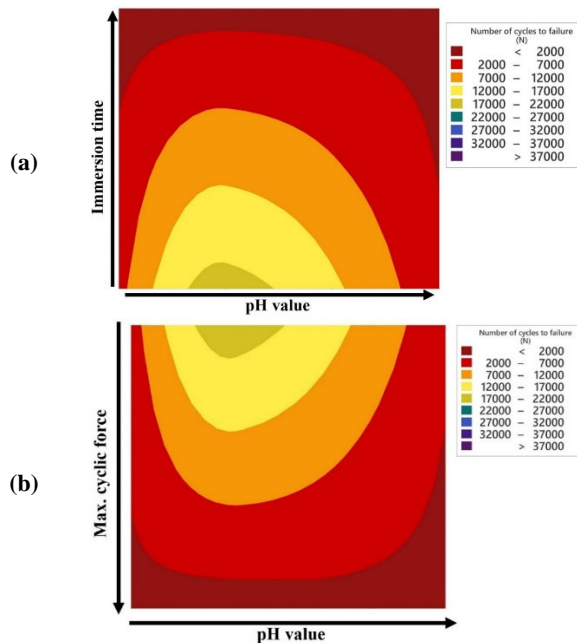 Number of cycles to failure
(N)
< 2000
2000 – 7000
7000 – 12000
12000 – 17000
17000 – 22000
22000 – 27000
27000 – 32000
32000 – 37000
> 37000
(a)
Immersion time
pH value
Number of cycles to failure
(N)
< 2000
2000 – 7000
7000 – 12000
12000 – 17000
17000 – 22000
22000 – 27000
27000 – 32000
32000 – 37000
> 37000
(b)
Max. cyclic force
pH value